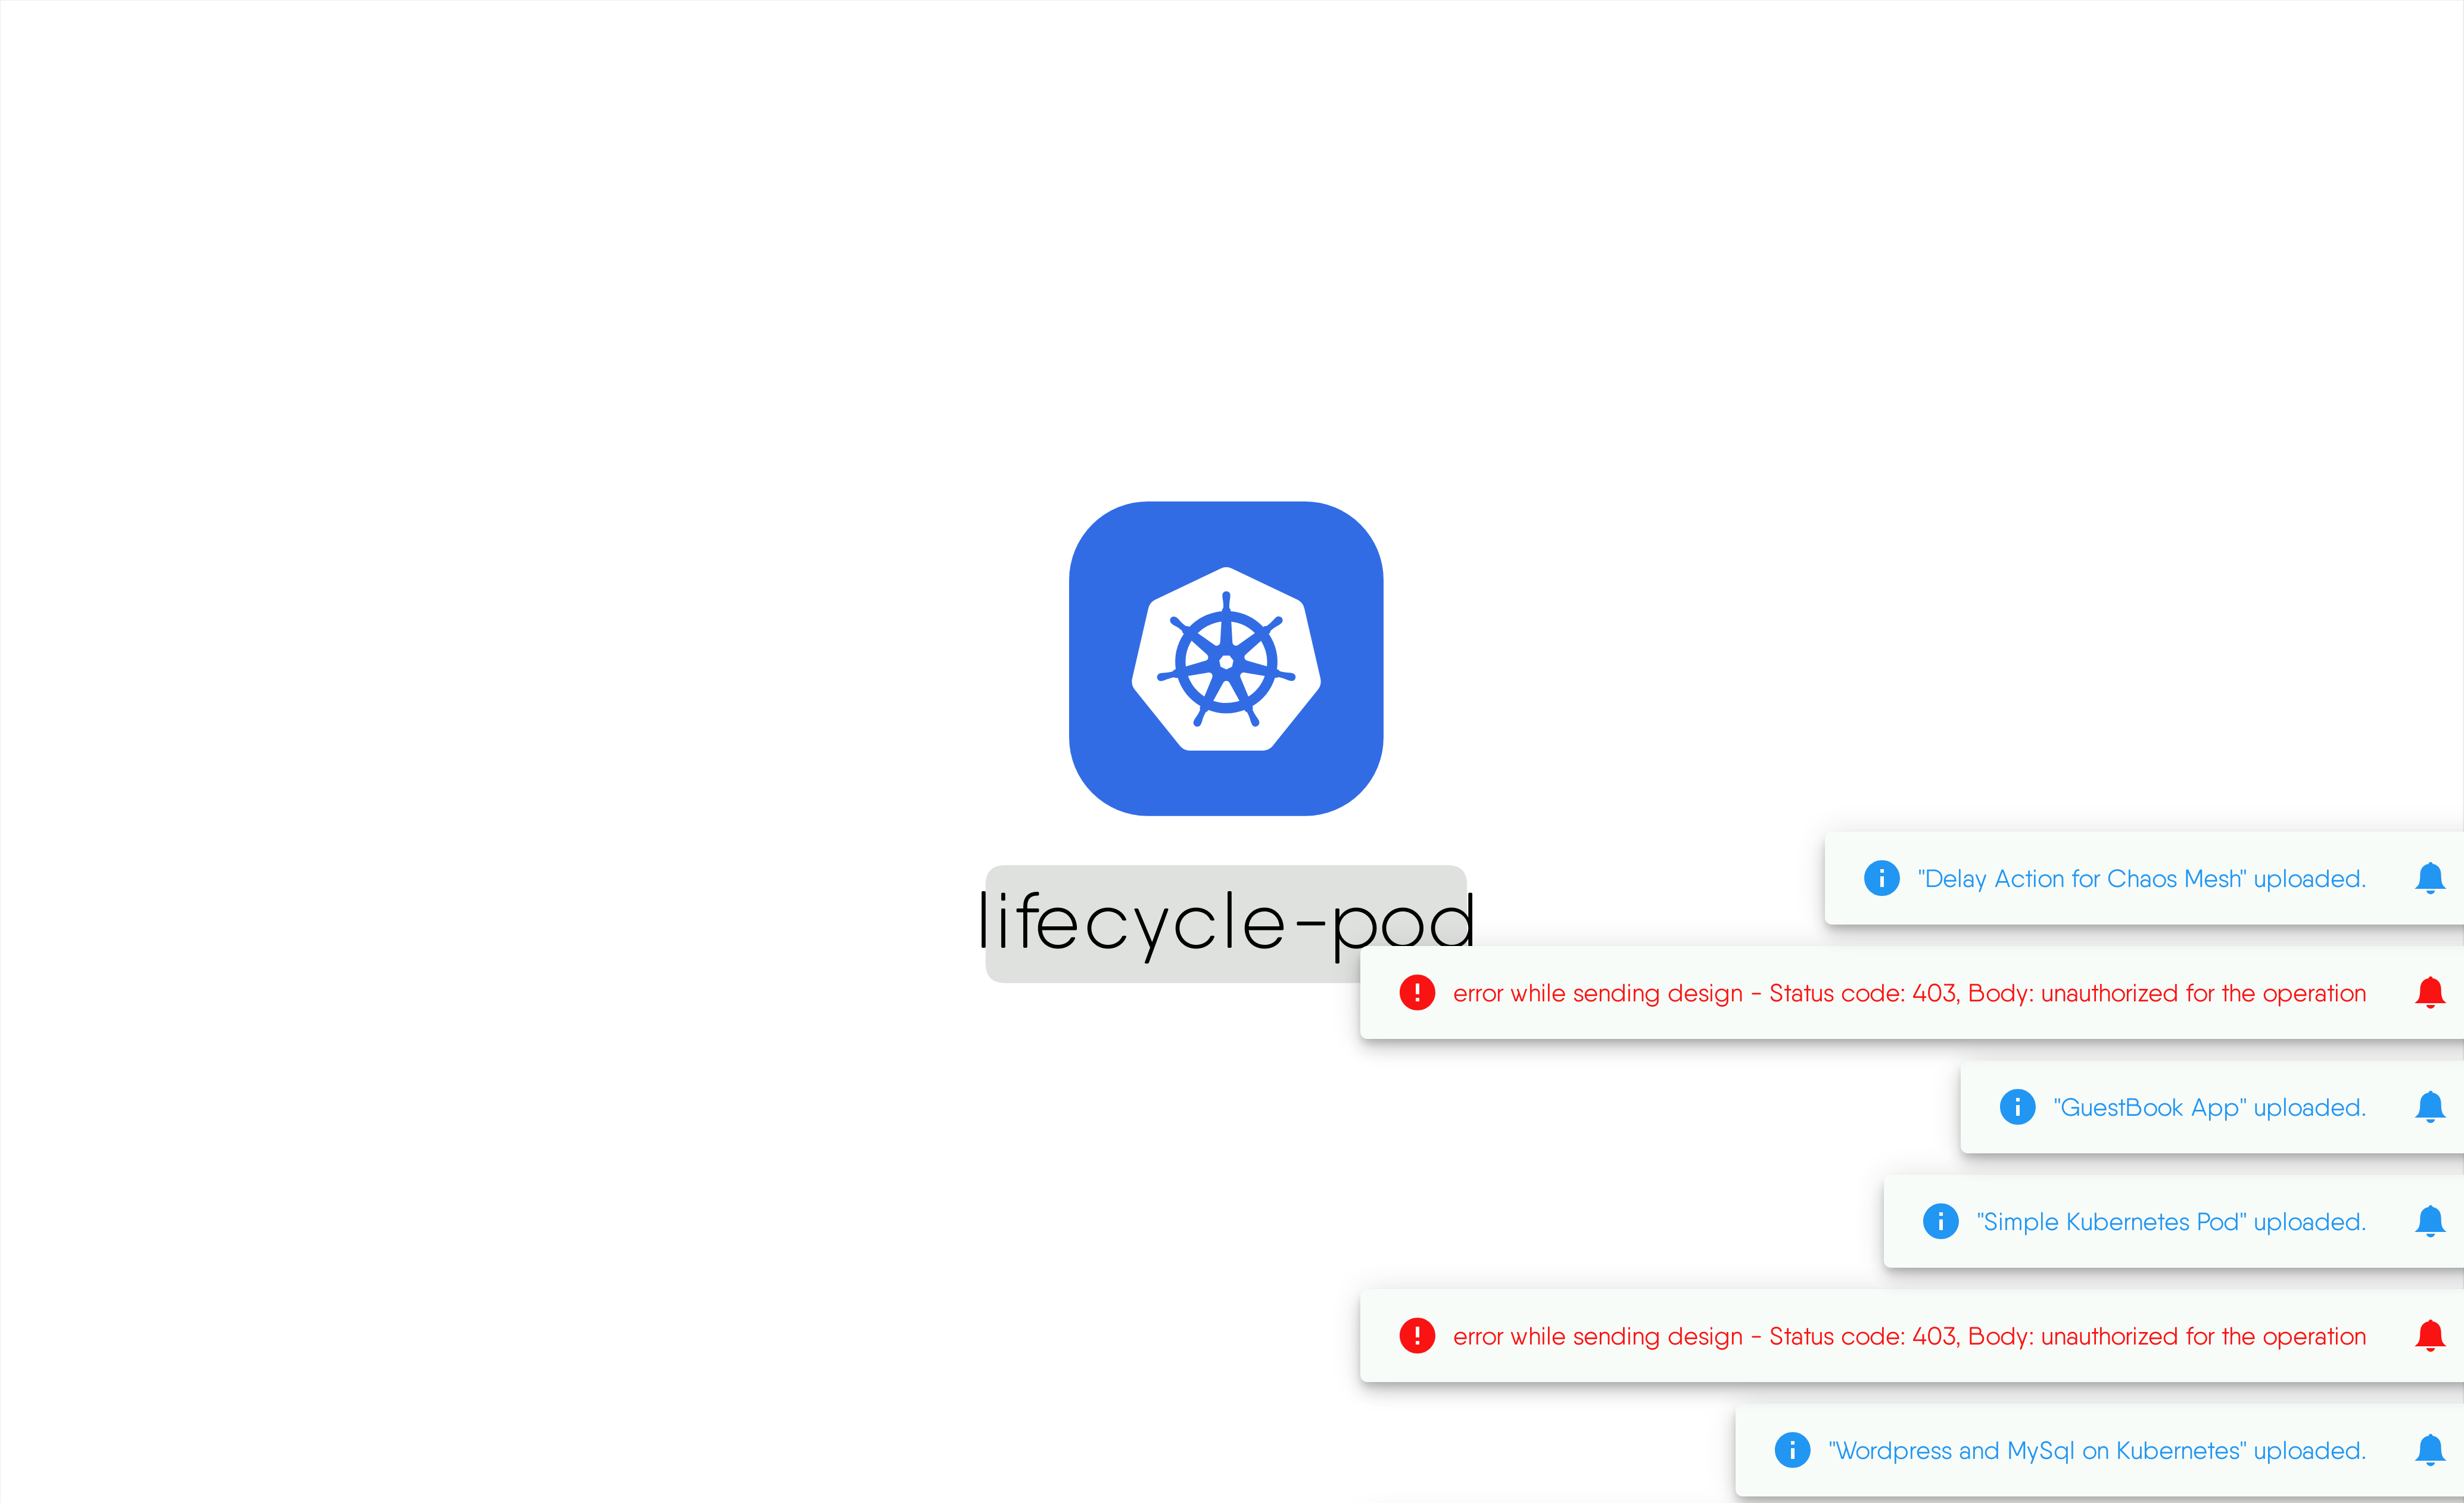 lifecycle-pod
"Delay Action for Chaos Mesh" uploaded.
error while sending design - Status code: 403, Body: unauthorized for the operation
"GuestBook App" uploaded.
"Simple Kubernetes Pod" uploaded.
error while sending design - Status code: 403, Body: unauthorized for the operation
"Wordpress and MySql on Kubernetes" uploaded.